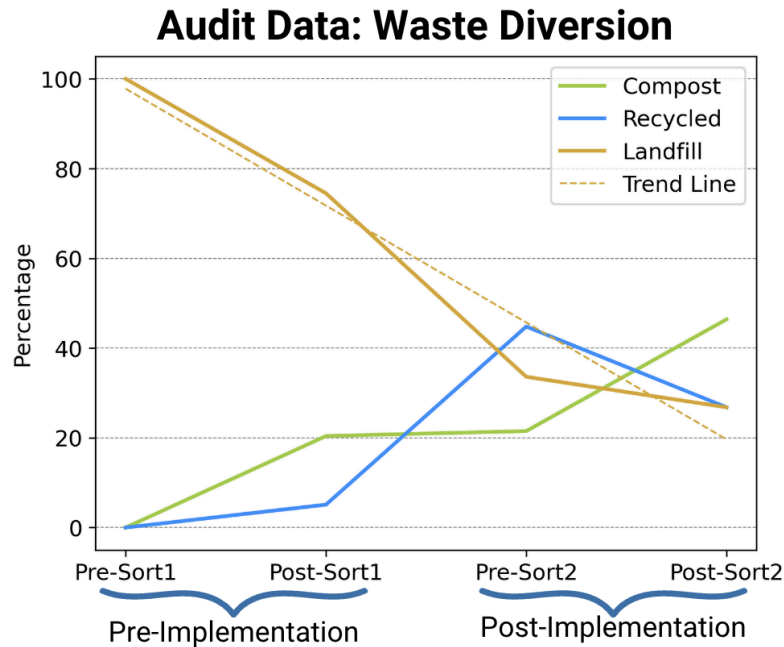 Audit Data: Waste Diversion
100
80
60
40
20
0
Percentage
Compost
Recycled
Landfill
Trend Line
Pre-Sort1
Post-Sort1
Pre-Sort2
Post-Sort2
Pre-Implementation
Post-Implementation